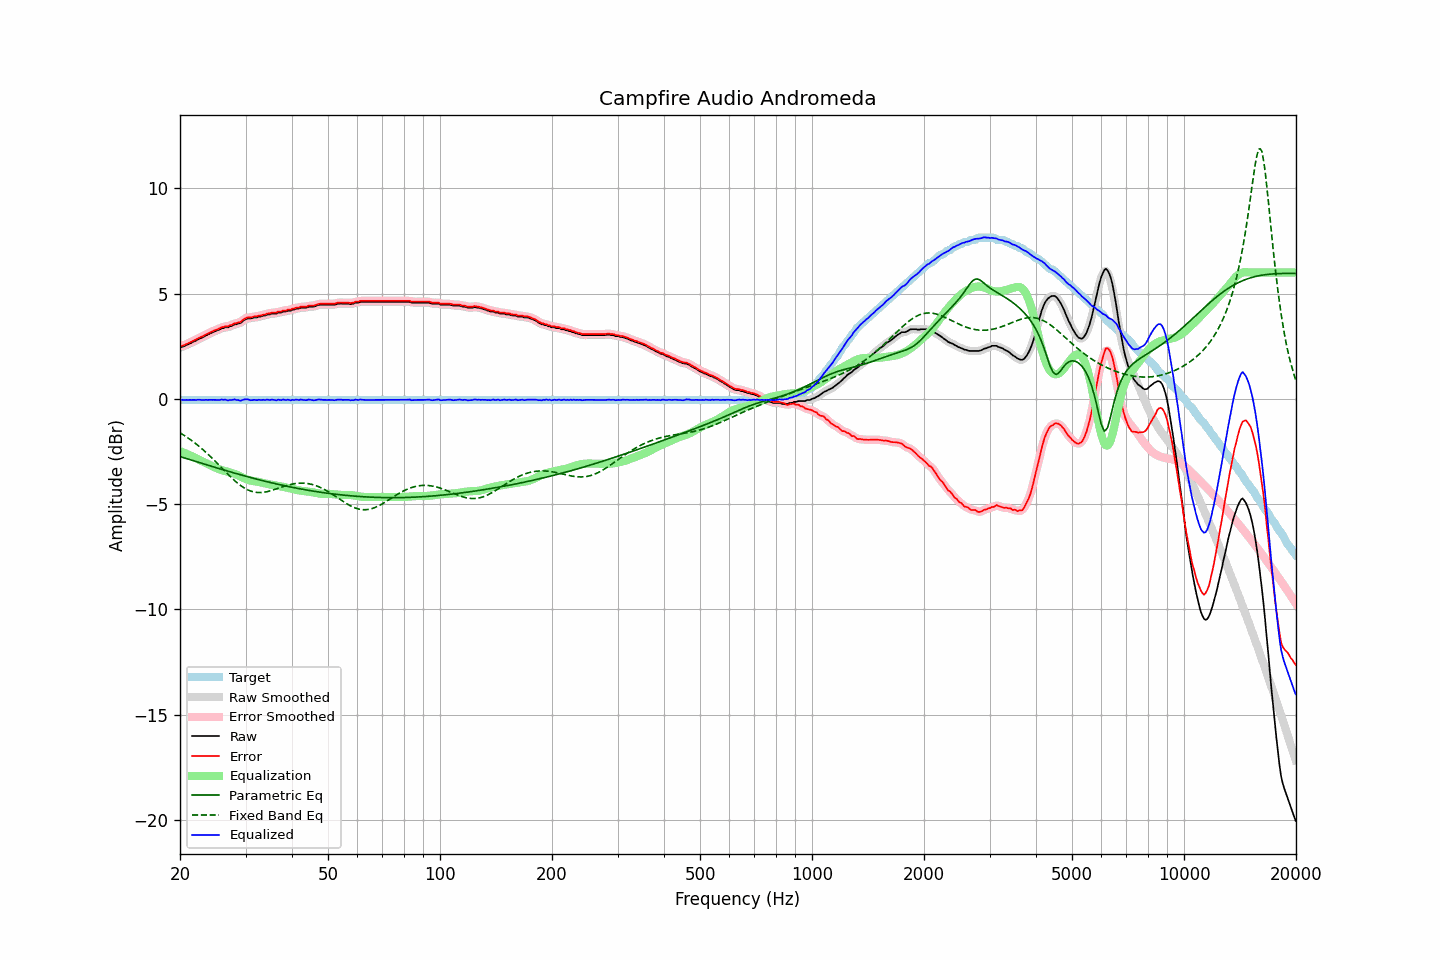 Campfire Audio Andromeda
Amplitude (dBr)
10
5
0
−5
−10
−15
−20
Target
Raw Smoothed
Error Smoothed
Raw
Error
Equalization
Parametric Eq
Fixed Band Eq
Equalized
20 50 100 200 500 1000 2000 5000 10000 20000
Frequency (Hz)